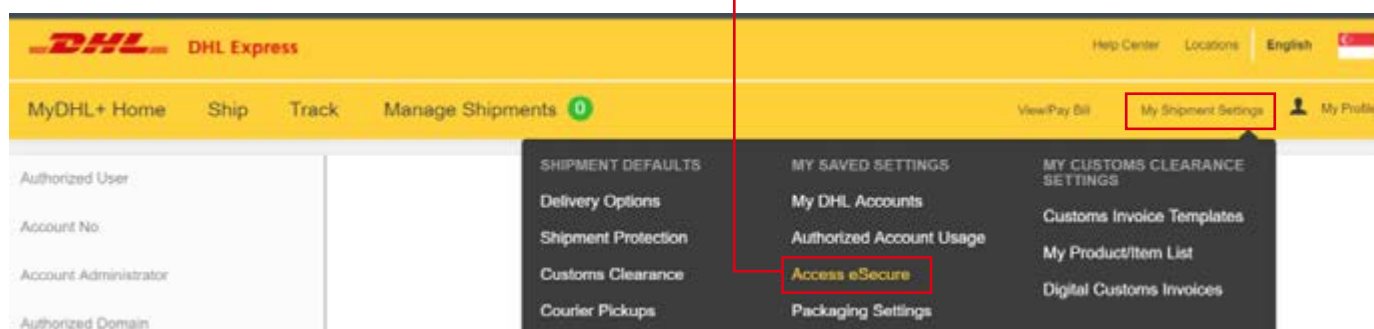 DHL DHL Express
Help Center Locations English
MyDHL+ Home Ship Track Manage Shipments 0
View/Pay Bill My Shipment Settings My Profile
Authorized User
Account No
Account Administrator
Authorized Domain
SHIPMENT DEFAULTS
Delivery Options
Shipment Protection
Customs Clearance
Courier Pickups
MY SAVED SETTINGS
My DHL Accounts
Authorized Account Usage
Access eSecure
Packaging Settings
MY CUSTOMS CLEARANCE
SETTINGS
Customs Invoice Templates
My Product/Item List
Digital Customs Invoices